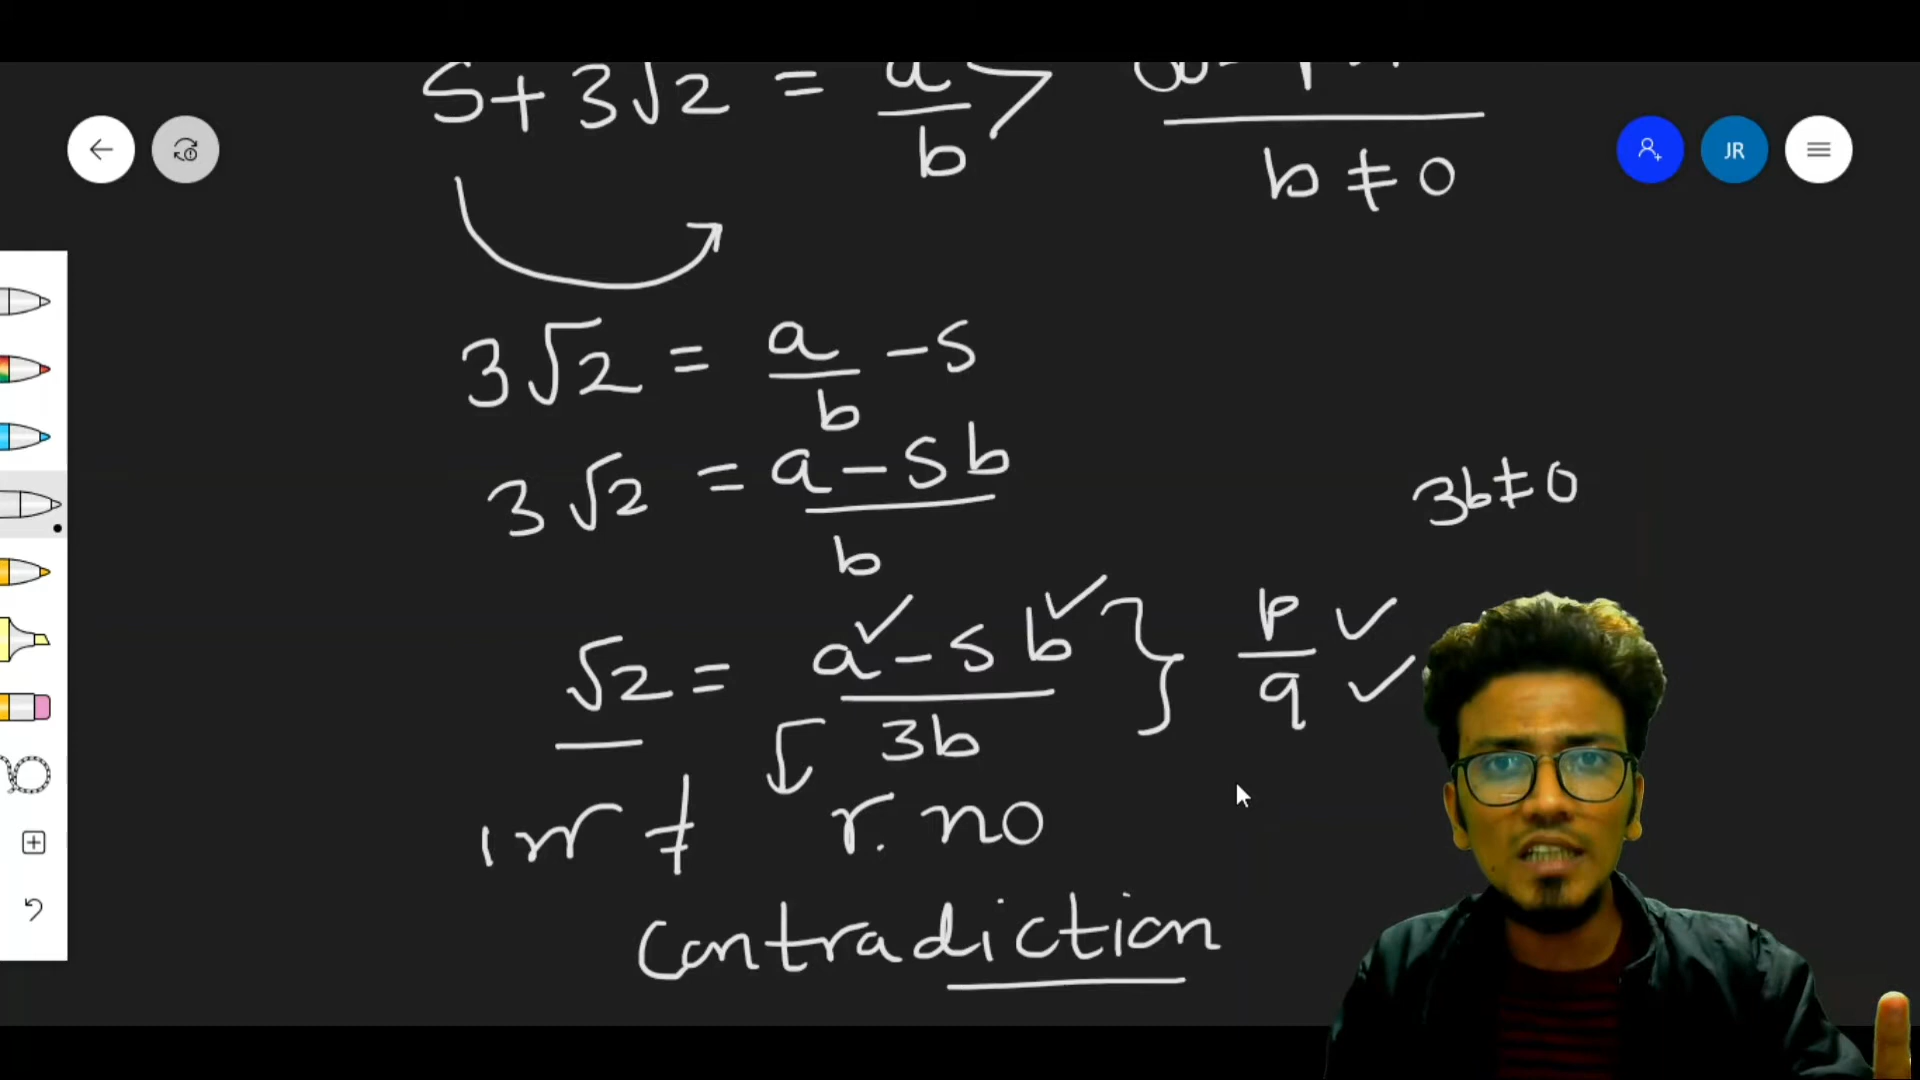 5+3√2 = a/b
b ≠ 0
JR
3√2 = a/b - 5
3√2 = a-5b/b
3b≠0
√2 = a-5b/3b } p/q
irr ≠ r. no
contradiction